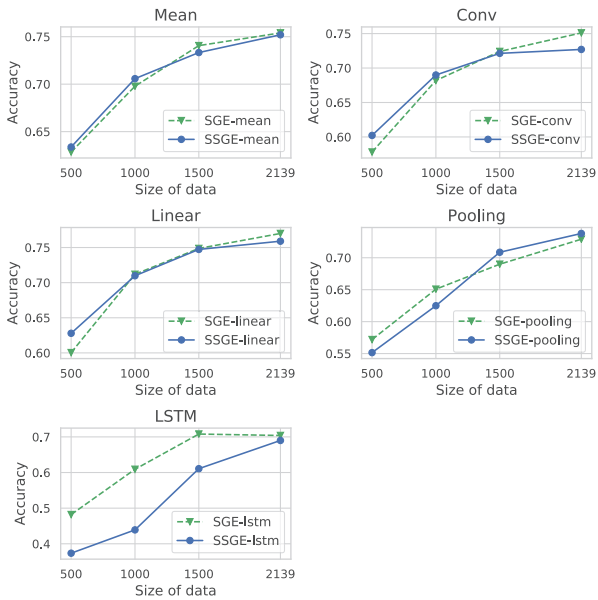 Mean
0.75
0.70
0.65
Accuracy
SGE-mean
SSGE-mean
500 1000 1500 2139
Size of data
Conv
0.75
0.70
0.65
0.60
Accuracy
SGE-conv
SSGE-conv
500 1000 1500 2139
Size of data
Linear
0.75
0.70
0.65
0.60
Accuracy
SGE-linear
SSGE-linear
500 1000 1500 2139
Size of data
Pooling
0.70
0.65
0.60
0.55
Accuracy
SGE-pooling
SSGE-pooling
500 1000 1500 2139
Size of data
LSTM
0.7
0.6
0.5
0.4
Accuracy
SGE-lstm
SSGE-lstm
500 1000 1500 2139
Size of data